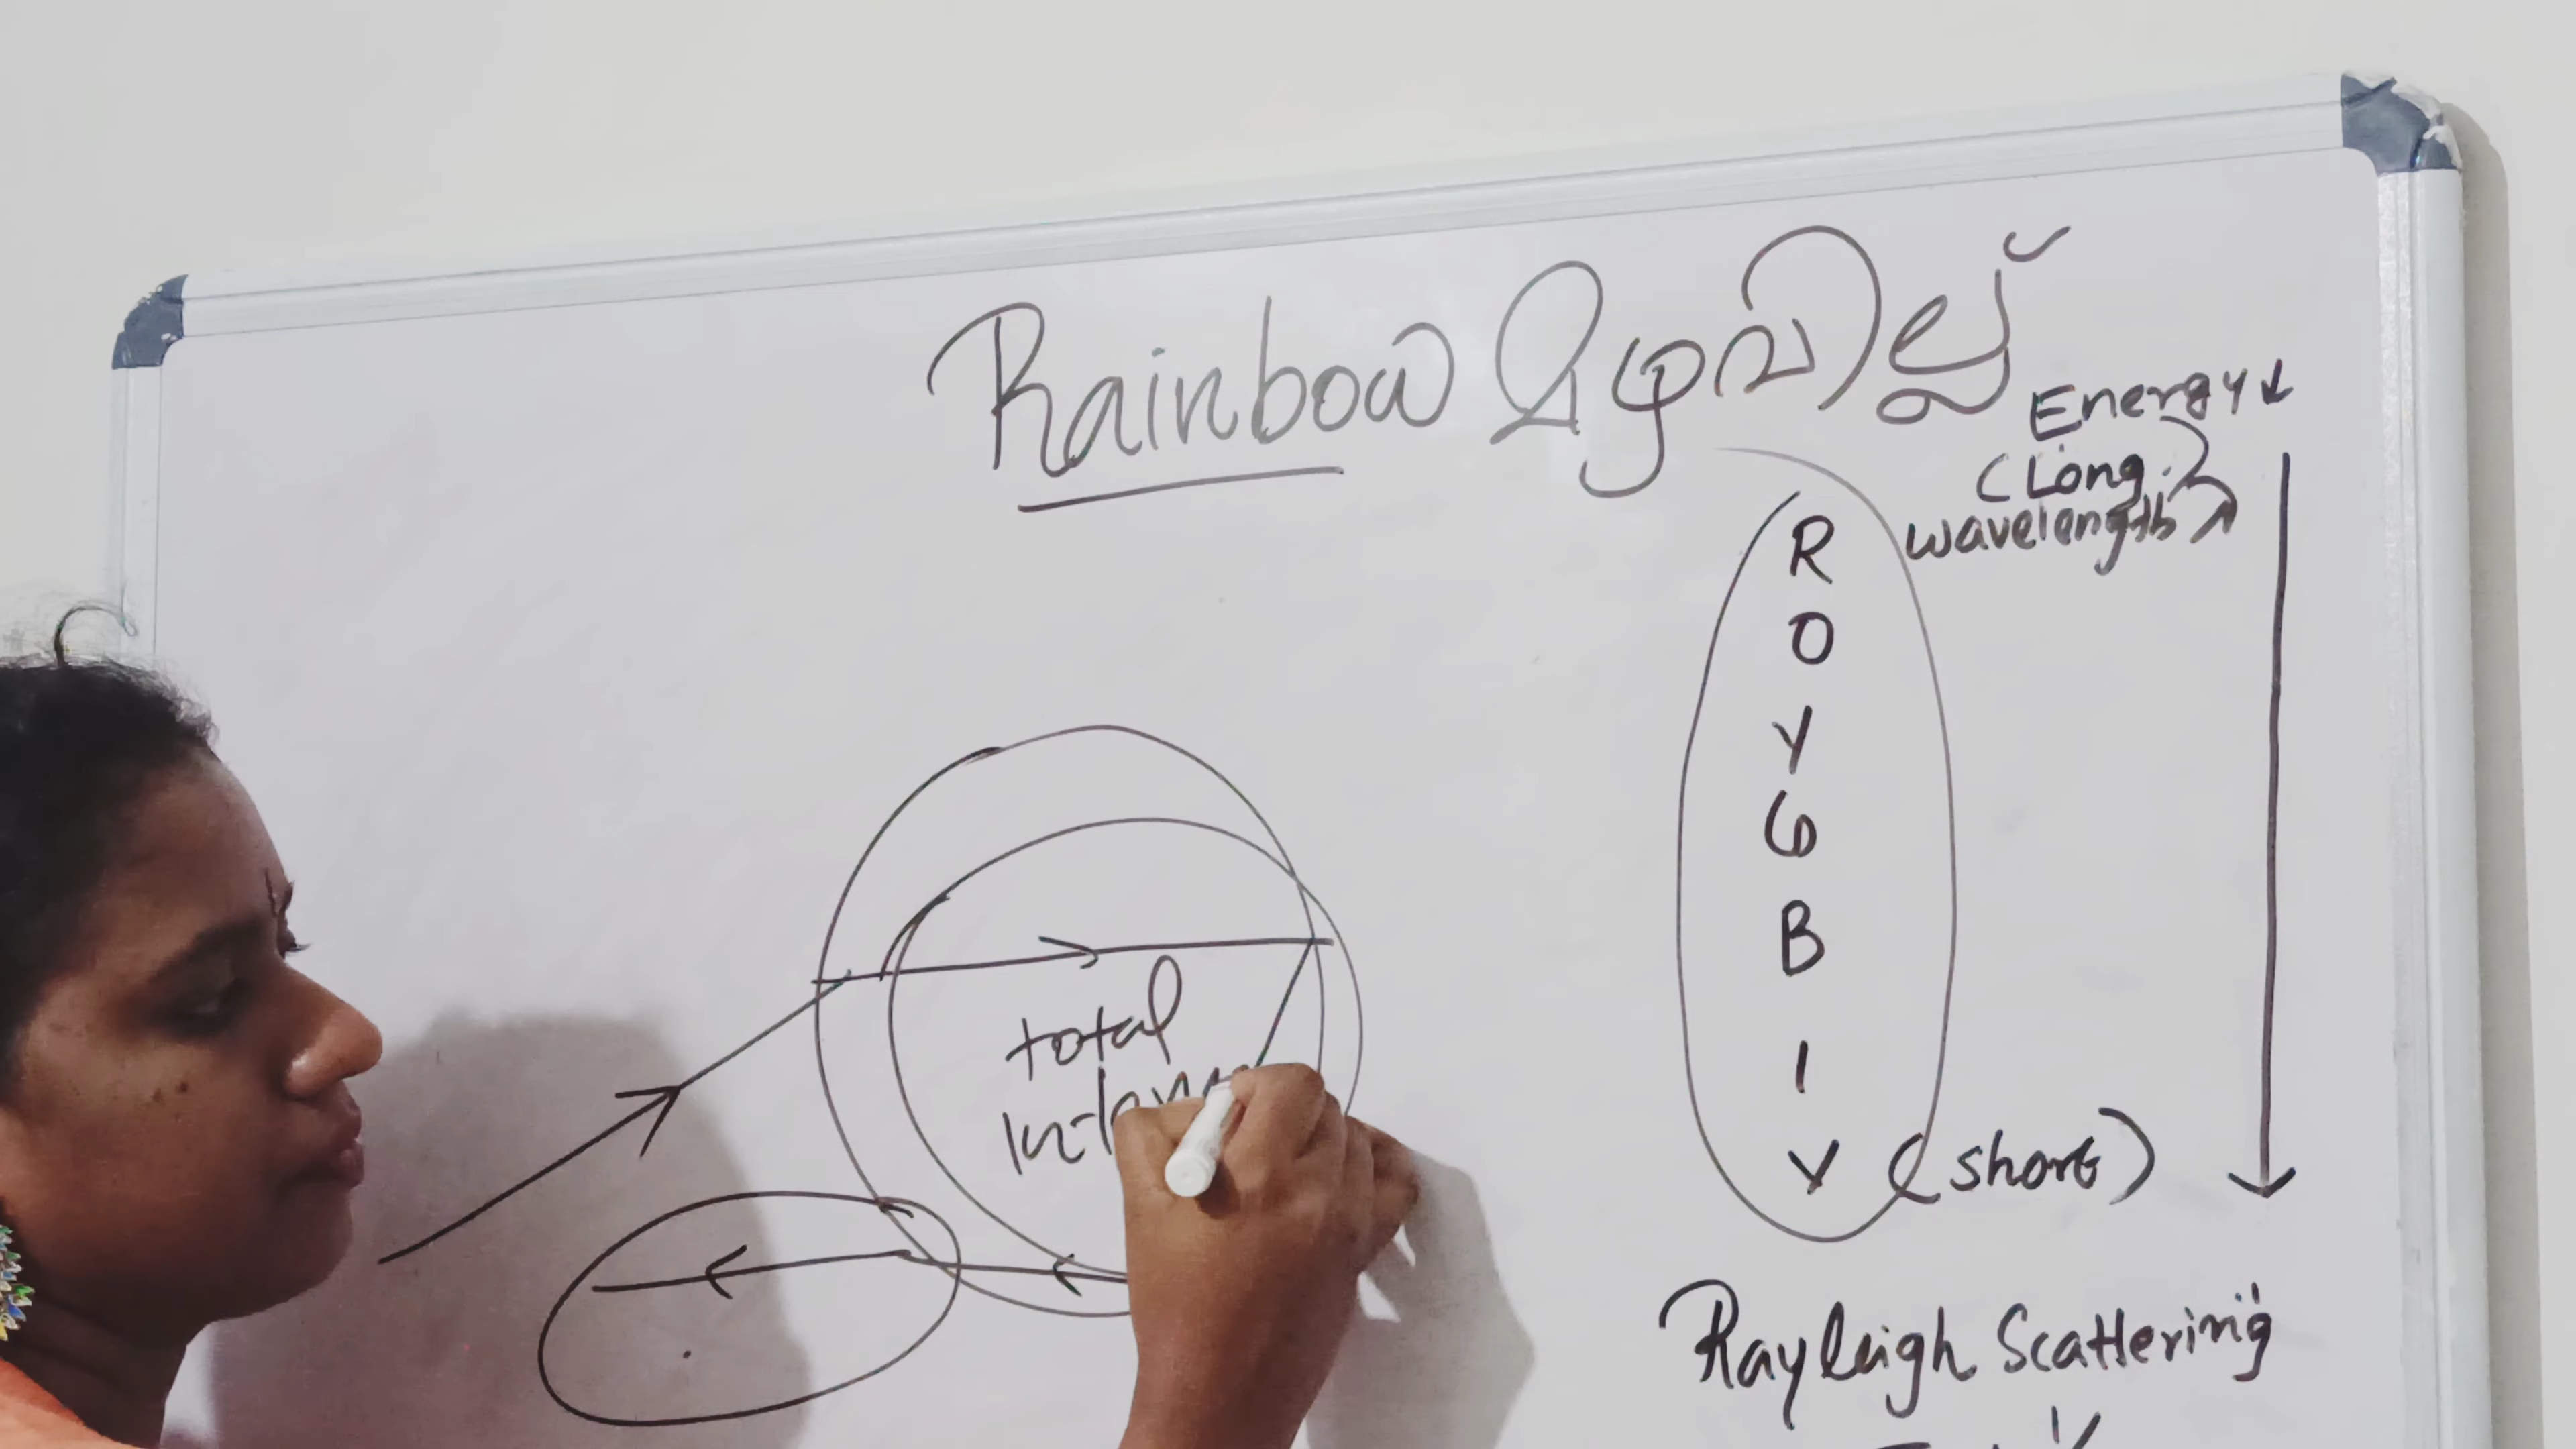 Rainbow മഴവില്ല്
Energy ↓
(Long
wavelength)
R
O
Y
G
B
I
V (short)
total
Rayleigh Scattering